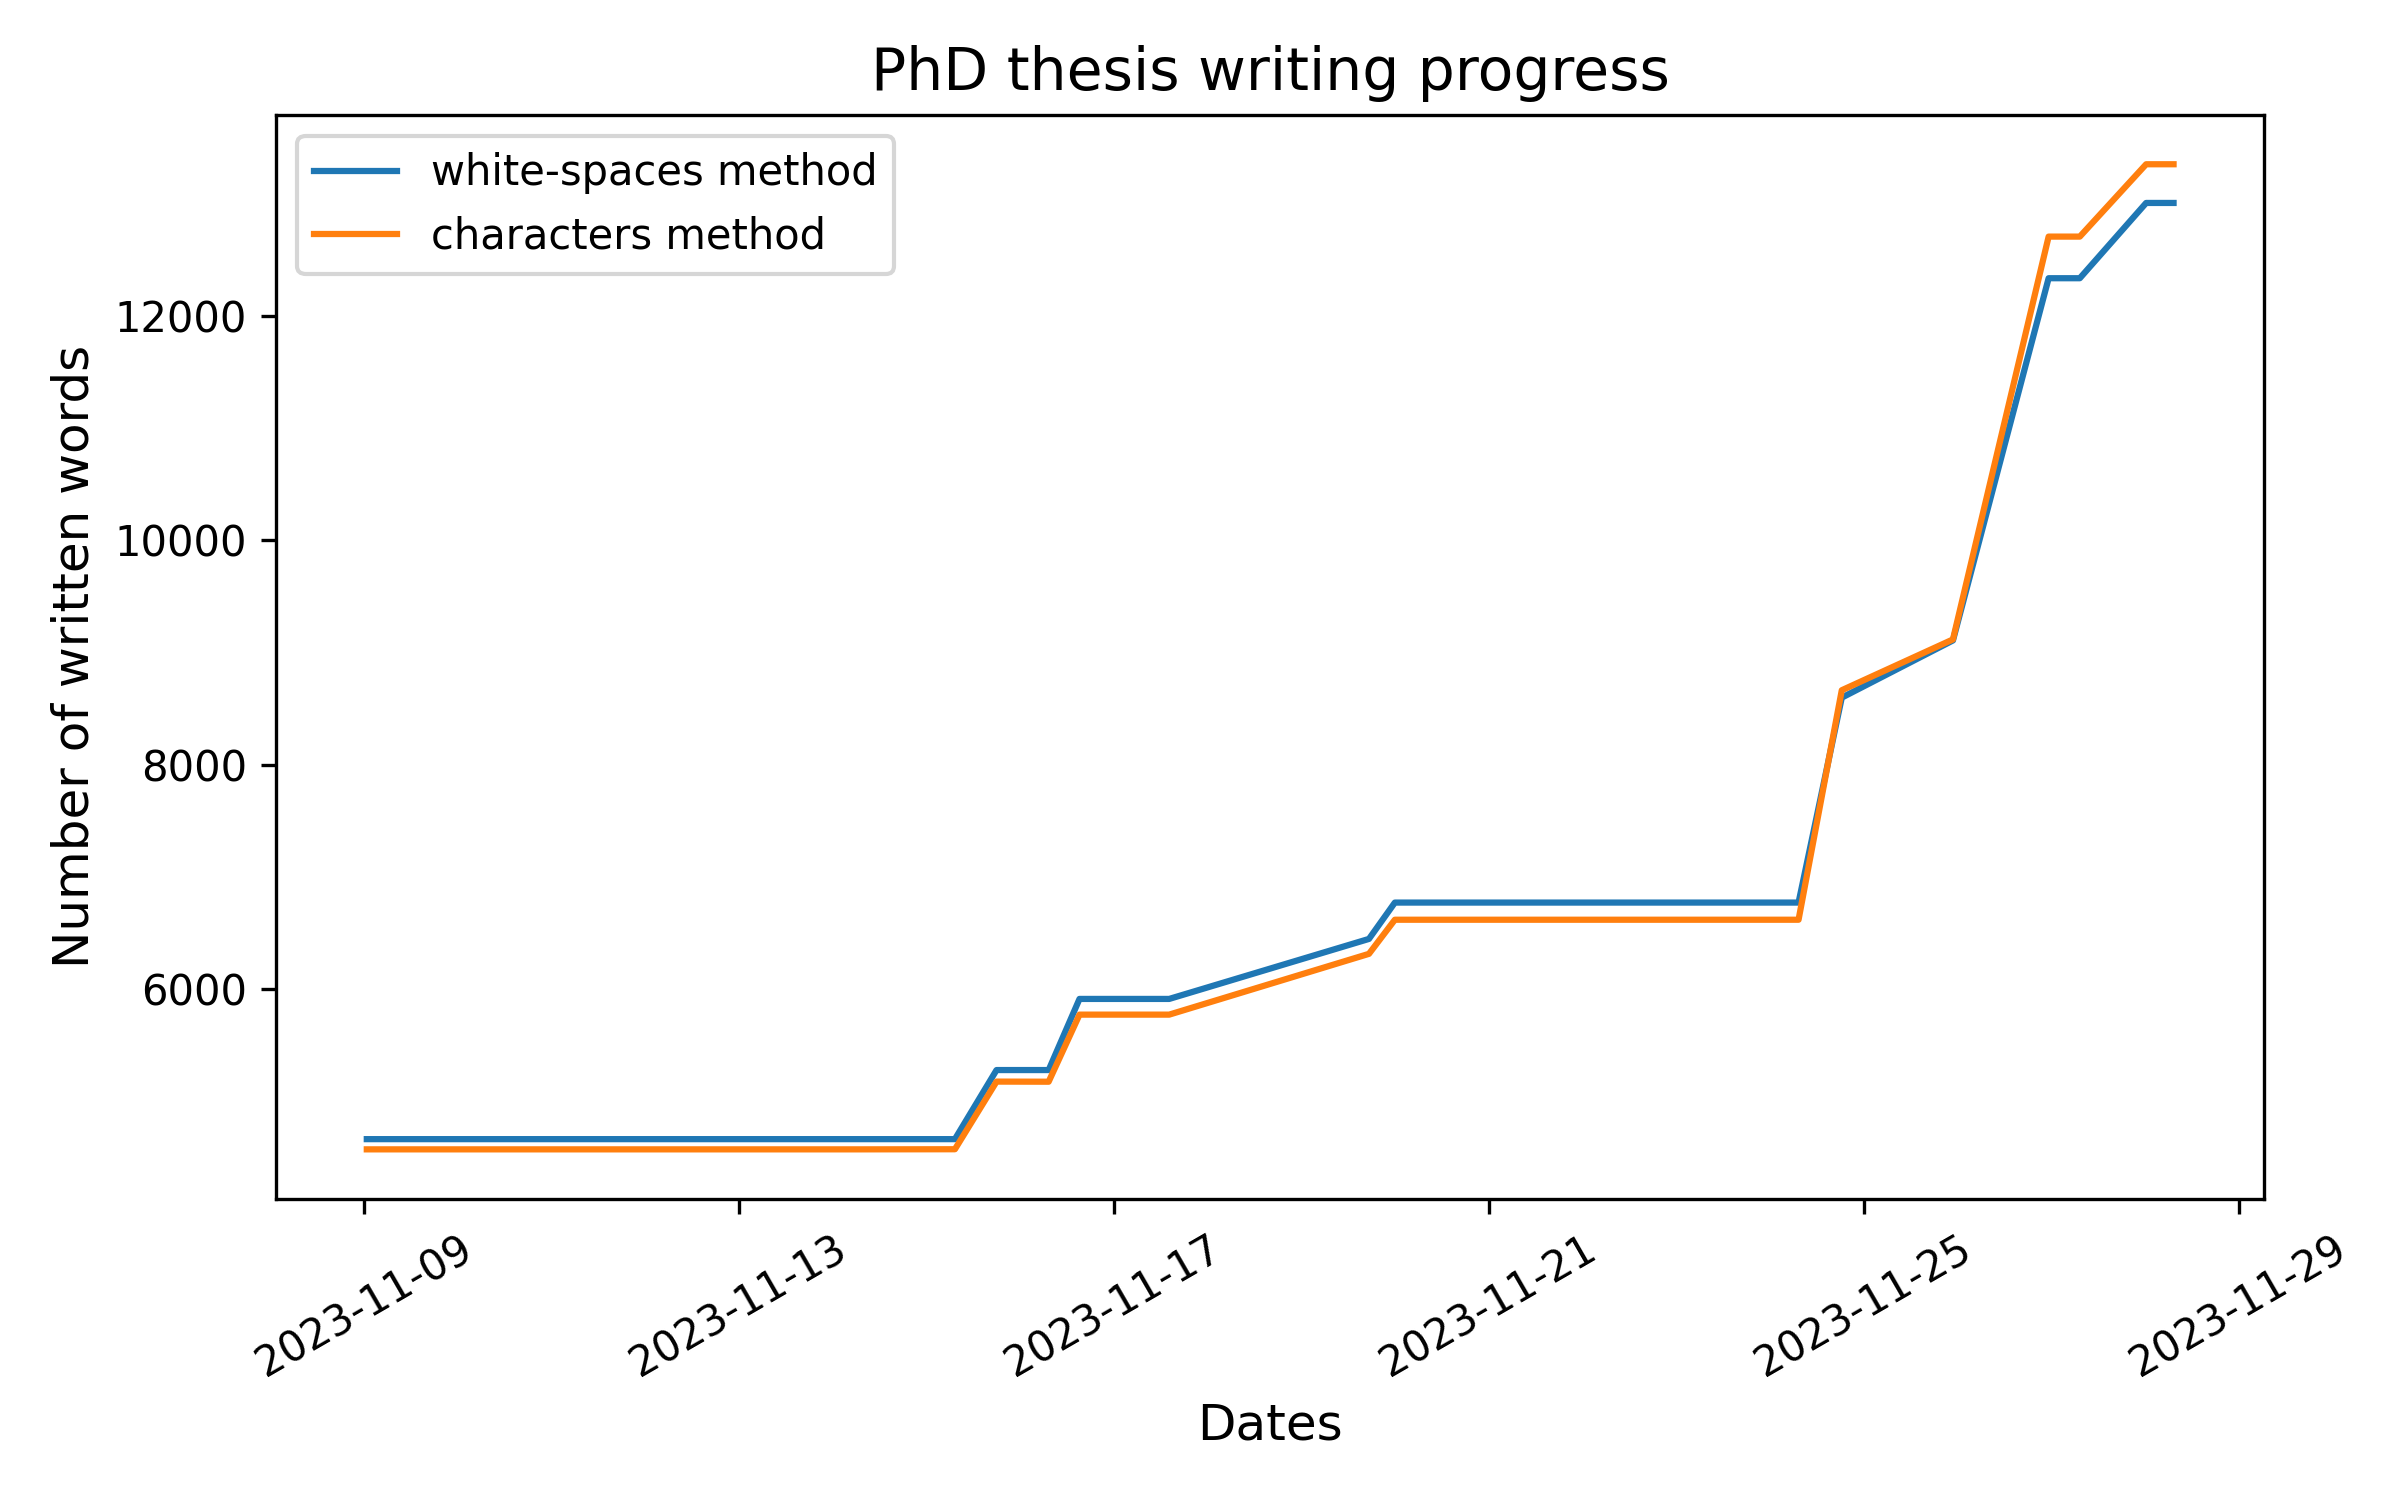 PhD thesis writing progress
white-spaces method
characters method
Number of written words
12000
10000
8000
6000
2023-11-09
2023-11-13
2023-11-17
2023-11-21
2023-11-25
2023-11-29
Dates